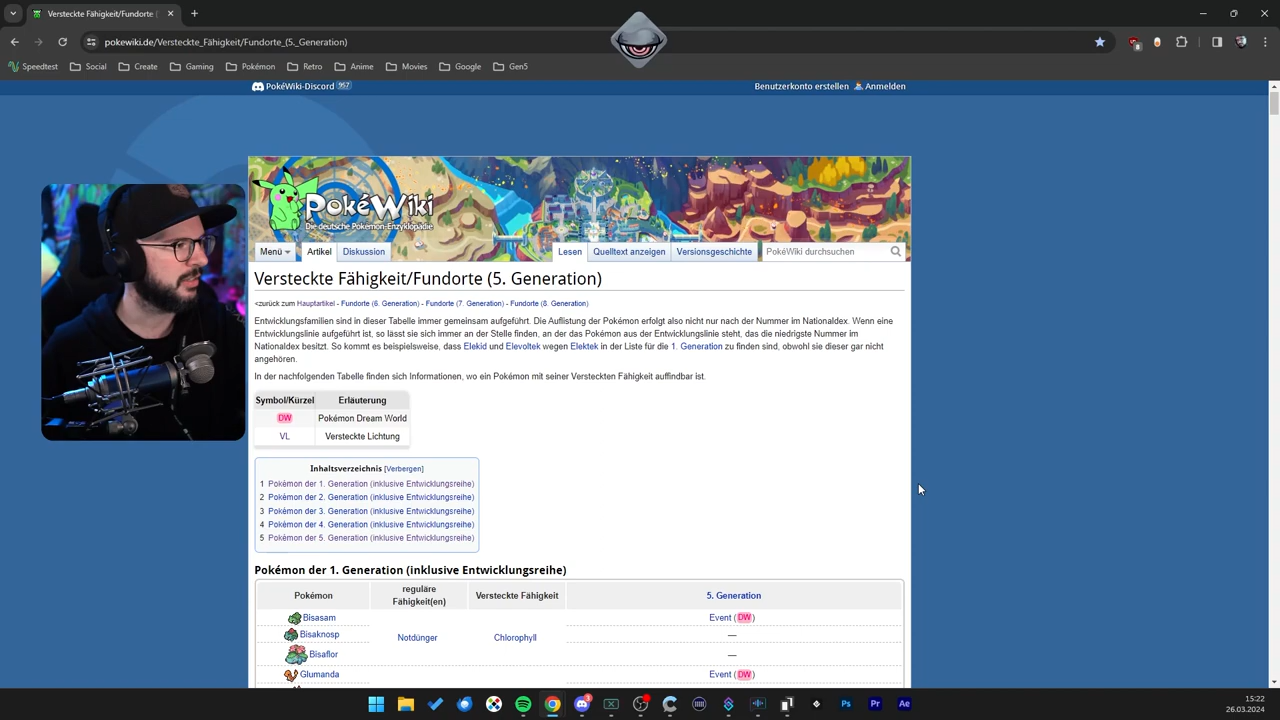 Versteckte Fähigkeit/Fundorte (
pokewiki.de/Versteckte_Fähigkeit/Fundorte_(5._Generation)
Speedtest Social Create Gaming Pokémon Retro Anime Movies Google Gen5
PokéWiki-Discord 957 Benutzerkonto erstellen Anmelden
PokéWiki
Die deutsche Pokémon-Enzyklopädie
Menü Artikel Diskussion Lesen Quelltext anzeigen Versionsgeschichte PokéWiki durchsuchen
Versteckte Fähigkeit/Fundorte (5. Generation)
<zurück zum Hauptartikel - Fundorte (6. Generation) - Fundorte (7. Generation) - Fundorte (8. Generation)
Entwicklungsfamilien sind in dieser Tabelle immer gemeinsam aufgeführt. Die Auflistung der Pokémon erfolgt also nicht nur nach der Nummer im Nationaldex. Wenn eine
Entwicklungslinie aufgeführt ist, so lässt sie sich immer an der Stelle finden, an der das Pokémon aus der Entwicklungslinie steht, das die niedrigste Nummer im
Nationaldex besitzt. So kommt es beispielsweise, dass Elekid und Elevoltek wegen Elektek in der Liste für die 1. Generation zu finden sind, obwohl sie dieser gar nicht
angehören.
In der nachfolgenden Tabelle finden sich Informationen, wo ein Pokémon mit seiner Versteckten Fähigkeit auffindbar ist.
Symbol/Kürzel Erläuterung
DW Pokémon Dream World
VL Versteckte Lichtung
Inhaltsverzeichnis [Verbergen]
1 Pokémon der 1. Generation (inklusive Entwicklungsreihe)
2 Pokémon der 2. Generation (inklusive Entwicklungsreihe)
3 Pokémon der 3. Generation (inklusive Entwicklungsreihe)
4 Pokémon der 4. Generation (inklusive Entwicklungsreihe)
5 Pokémon der 5. Generation (inklusive Entwicklungsreihe)
Pokémon der 1. Generation (inklusive Entwicklungsreihe)
Pokémon reguläre Fähigkeit(en) Versteckte Fähigkeit 5. Generation
Bisasam Event (DW)
Bisaknosp Notdünger Chlorophyll —
Bisaflor —
Glumanda Event (DW)
Ps Pr Ae
15:22
26.03.2024